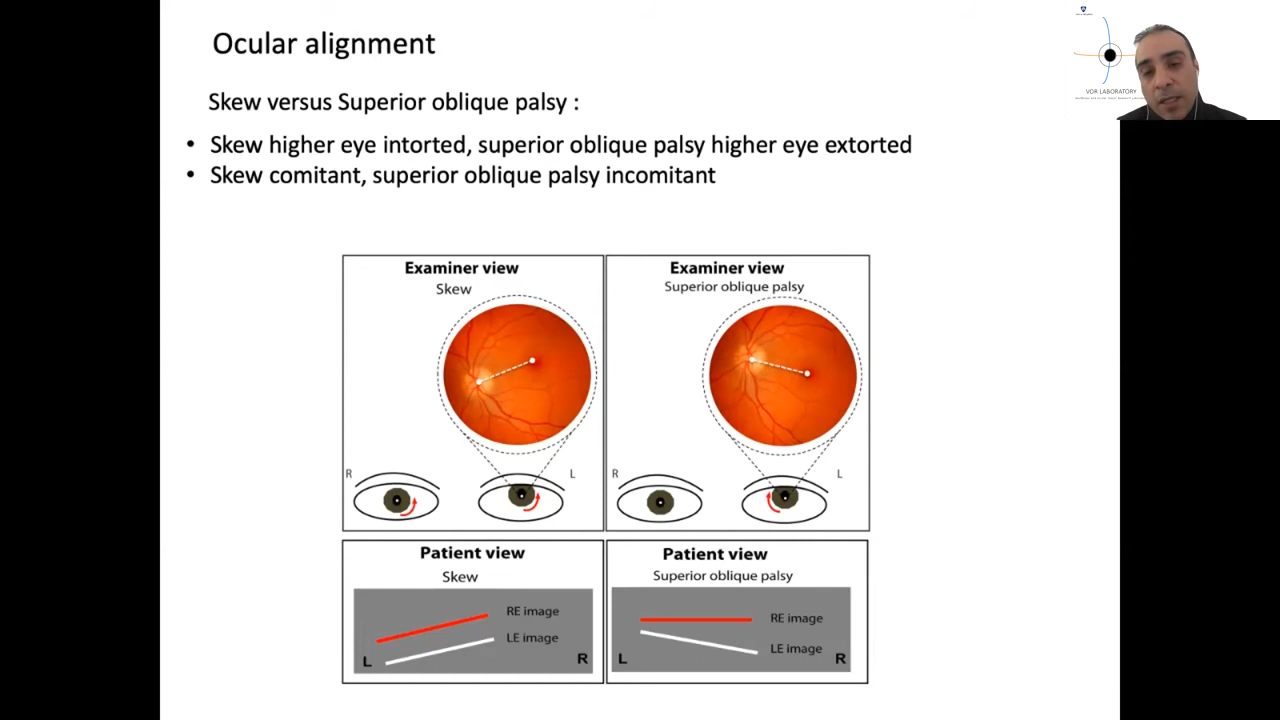 Ocular alignment
VOR LABORATORY
Skew versus Superior oblique palsy :
• Skew higher eye intorted, superior oblique palsy higher eye extorted
• Skew comitant, superior oblique palsy incomitant
Examiner view
Skew
R
L
Examiner view
Superior oblique palsy
R
L
Patient view
Skew
RE image
LE image
L
R
Patient view
Superior oblique palsy
RE image
LE image
L
R